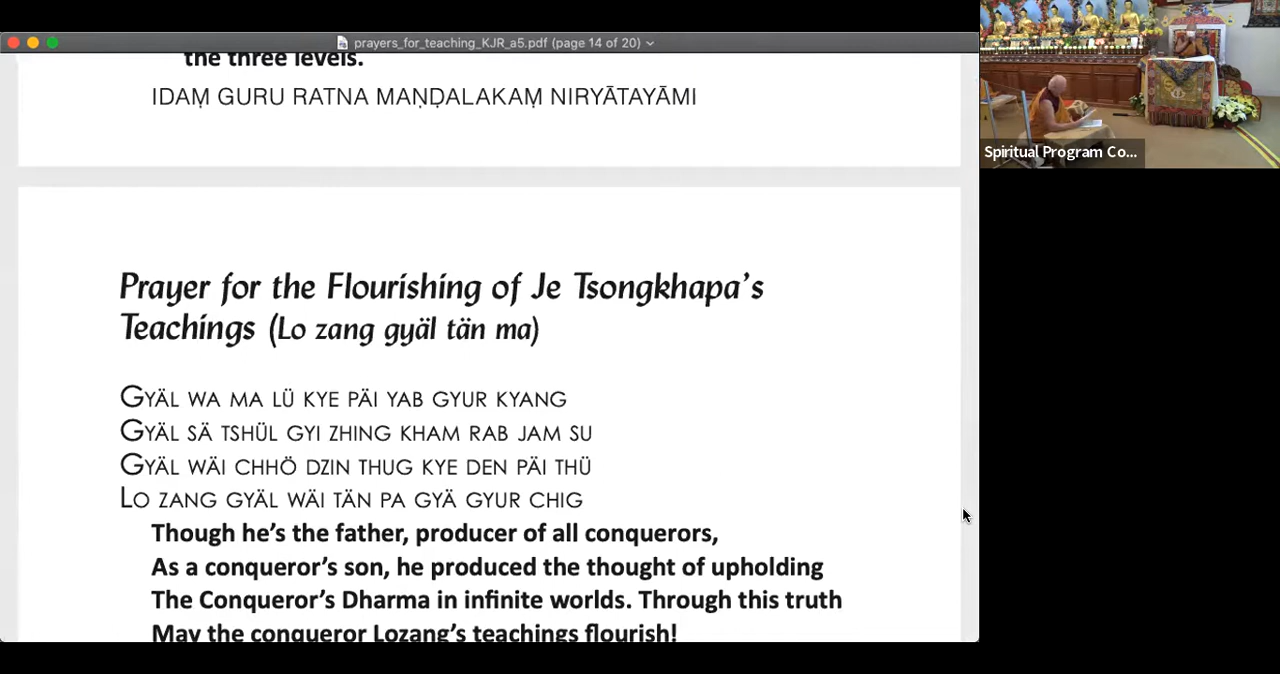 prayers_for_teaching_KJR_a5.pdf (page 14 of 20)
the three levels.
IDAṂ GURU RATNA MAṆḌALAKAṂ NIRYĀTAYĀMI
Prayer for the Flourishing of Je Tsongkhapa's
Teachings (Lo zang gyäl tän ma)
GYÄL WA MA LÜ KYE PÄI YAB GYUR KYANG
GYÄL SÄ TSHÜL GYI ZHING KHAM RAB JAM SU
GYÄL WÄI CHHÖ DZIN THUG KYE DEN PÄI THÜ
LO ZANG GYÄL WÄI TÄN PA GYÄ GYUR CHIG
Though he's the father, producer of all conquerors,
As a conqueror's son, he produced the thought of upholding
The Conqueror's Dharma in infinite worlds. Through this truth
May the conqueror Lozang's teachings flourish!
Spiritual Program Co...